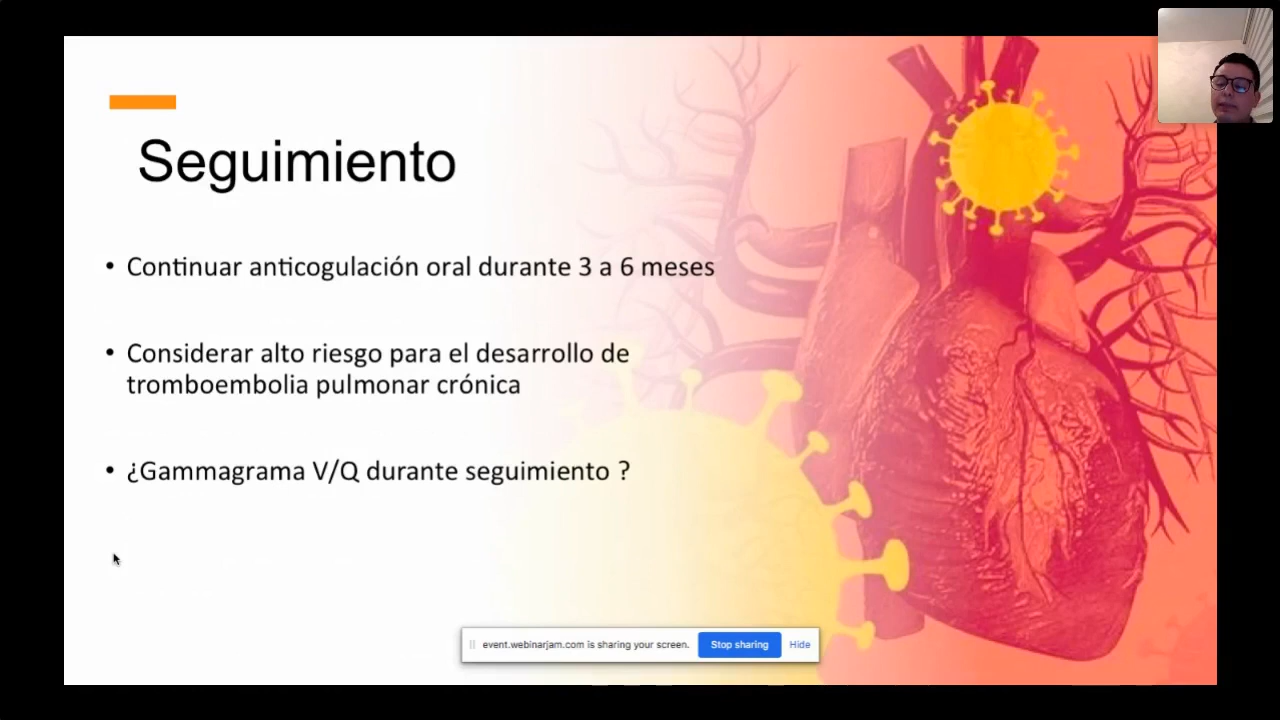 Seguimiento
• Continuar anticogulación oral durante 3 a 6 meses
• Considerar alto riesgo para el desarrollo de
tromboembolia pulmonar crónica
• ¿Gammagrama V/Q durante seguimiento ?
event.webinarjam.com is sharing your screen. Stop sharing Hide